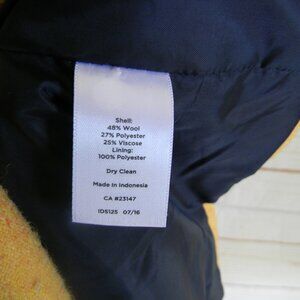 Shell:
48% Wool
27% Polyester
25% Viscose
Lining:
100% Polyester
Dry Clean
Made in Indonesia
CA #23147
ID5125 07/16